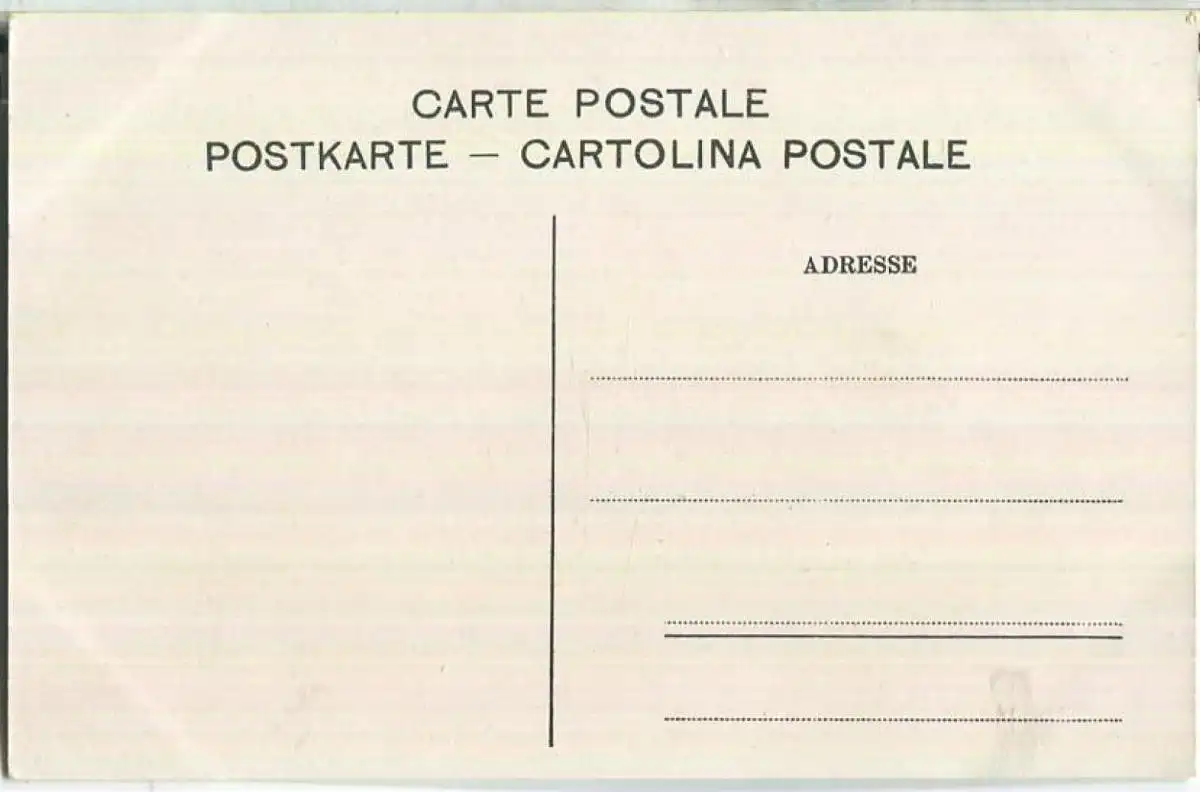 CARTE POSTALE
POSTKARTE — CARTOLINA POSTALE
ADRESSE